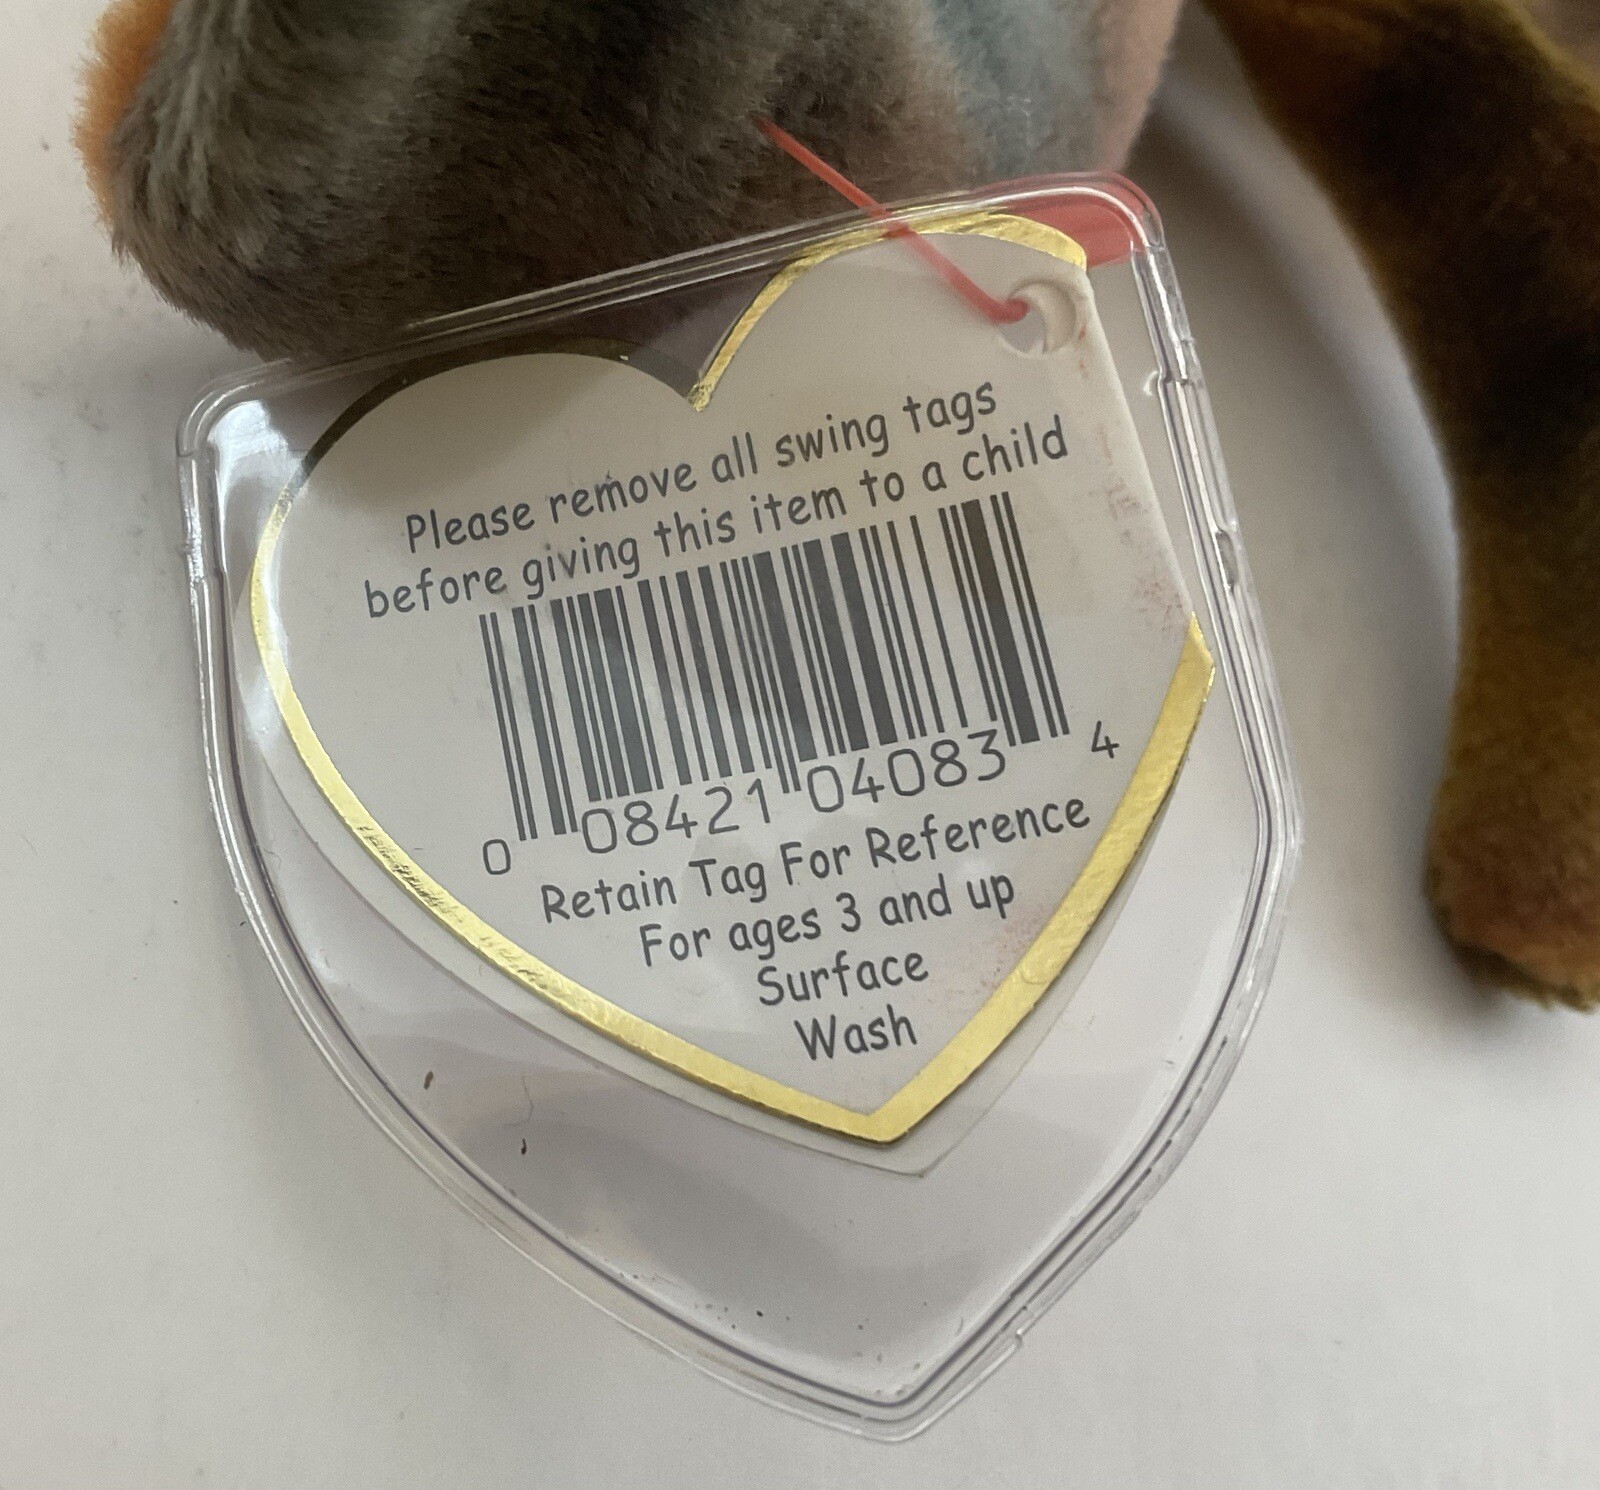 Please remove all swing tags
before giving this item to a child
0 08421 04083 4
Retain Tag For Reference
For ages 3 and up
Surface
Wash